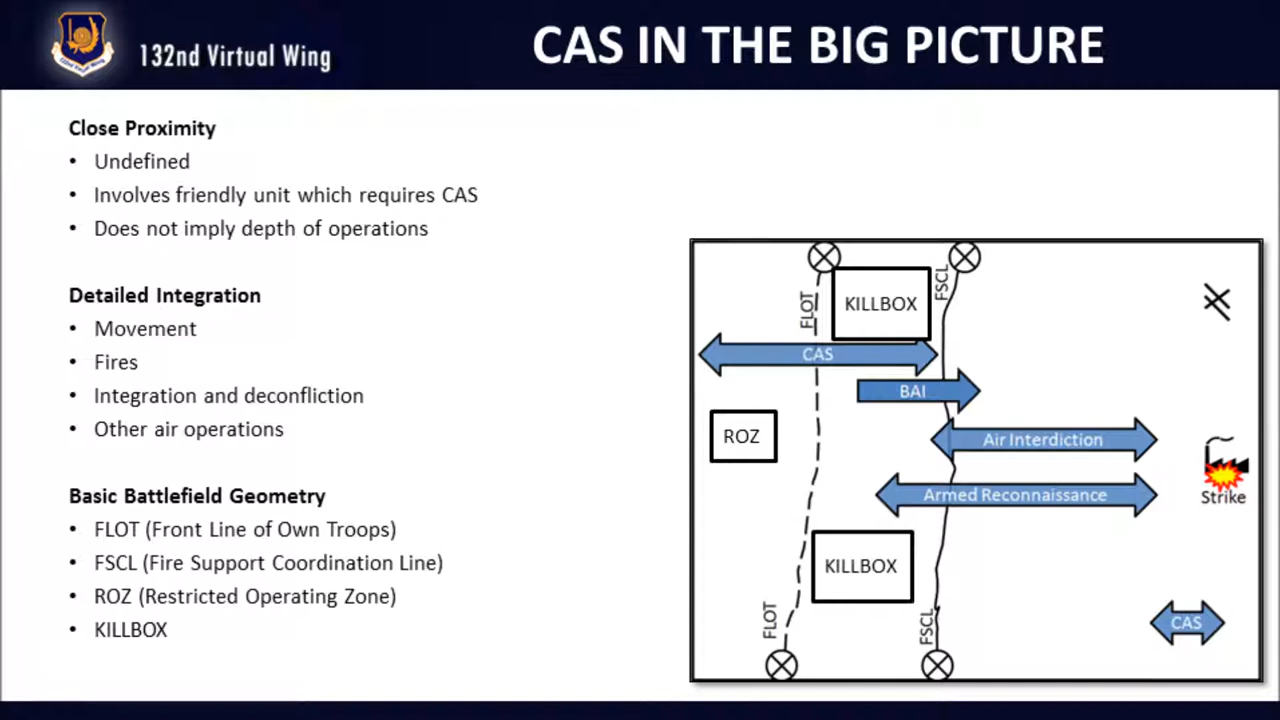 132nd Virtual Wing
CAS IN THE BIG PICTURE
Close Proximity
• Undefined
• Involves friendly unit which requires CAS
• Does not imply depth of operations
Detailed Integration
• Movement
• Fires
• Integration and deconfliction
• Other air operations
Basic Battlefield Geometry
• FLOT (Front Line of Own Troops)
• FSCL (Fire Support Coordination Line)
• ROZ (Restricted Operating Zone)
• KILLBOX
FLOT
KILLBOX
FSCL
CAS
BAI
ROZ
Air Interdiction
Armed Reconnaissance
Strike
KILLBOX
FLOT
FSCL
CAS